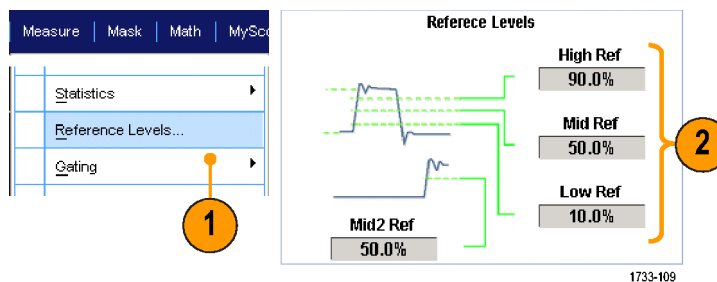 Measure | Mask | Math | MySco
Statistics
Reference Levels...
Gating
1
Referece Levels
High Ref
90.0%
Mid Ref
50.0%
Low Ref
10.0%
Mid2 Ref
50.0%
2
1733-109